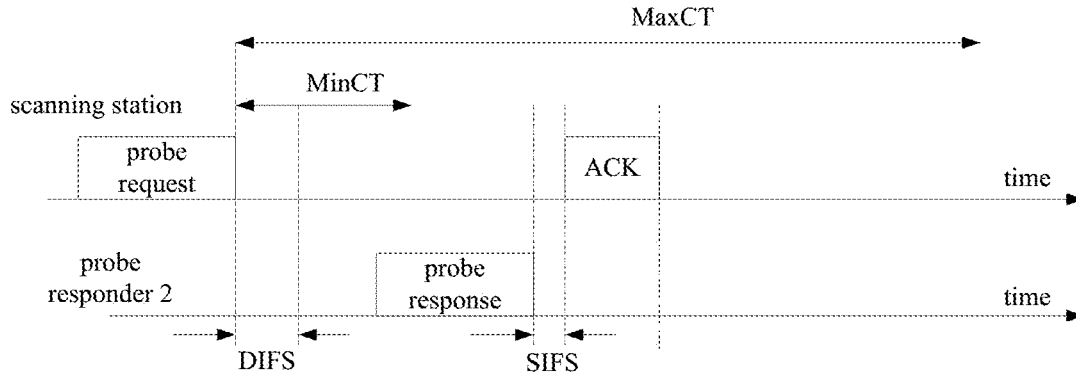 MaxCT
MinCT
scanning station
probe
request
ACK
time
probe
responder 2
probe
response
time
DIFS
SIFS